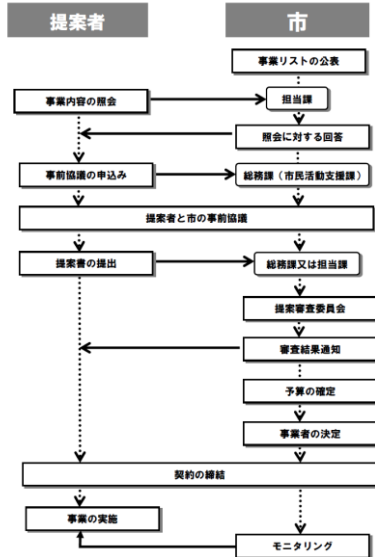 提案者
市
事業リストの公表
事業内容の照会
担当課
照会に対する回答
事前協議の申込み
総務課（市民活動支援課）
提案者と市の事前協議
提案書の提出
総務課又は担当課
提案審査委員会
審査結果通知
予算の確定
事業者の決定
契約の締結
事業の実施
モニタリング